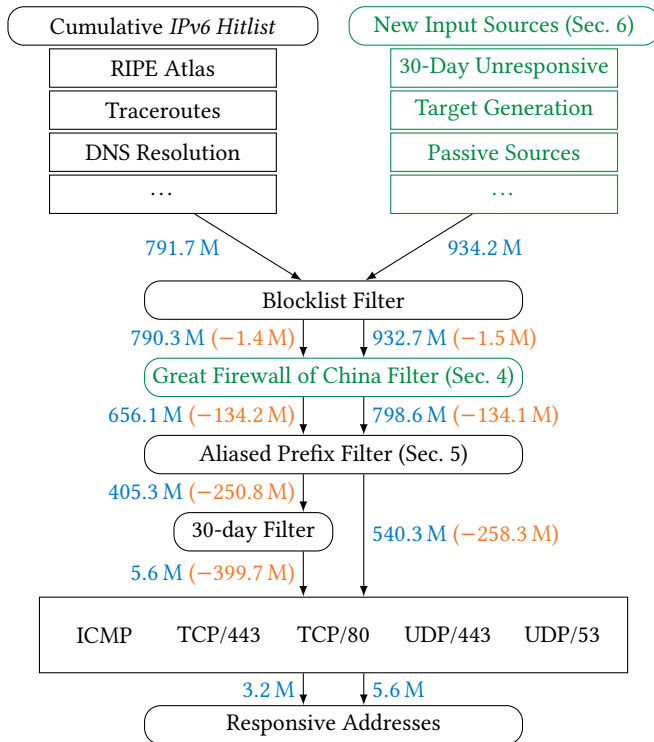 Cumulative IPv6 Hitlist
RIPE Atlas
Traceroutes
DNS Resolution
...
New Input Sources (Sec. 6)
30-Day Unresponsive
Target Generation
Passive Sources
...
791.7 M
934.2 M
Blocklist Filter
790.3 M (−1.4 M)
932.7 M (−1.5 M)
Great Firewall of China Filter (Sec. 4)
656.1 M (−134.2 M)
798.6 M (−134.1 M)
Aliased Prefix Filter (Sec. 5)
405.3 M (−250.8 M)
30-day Filter
540.3 M (−258.3 M)
5.6 M (−399.7 M)
ICMP TCP/443 TCP/80 UDP/443 UDP/53
3.2 M
5.6 M
Responsive Addresses